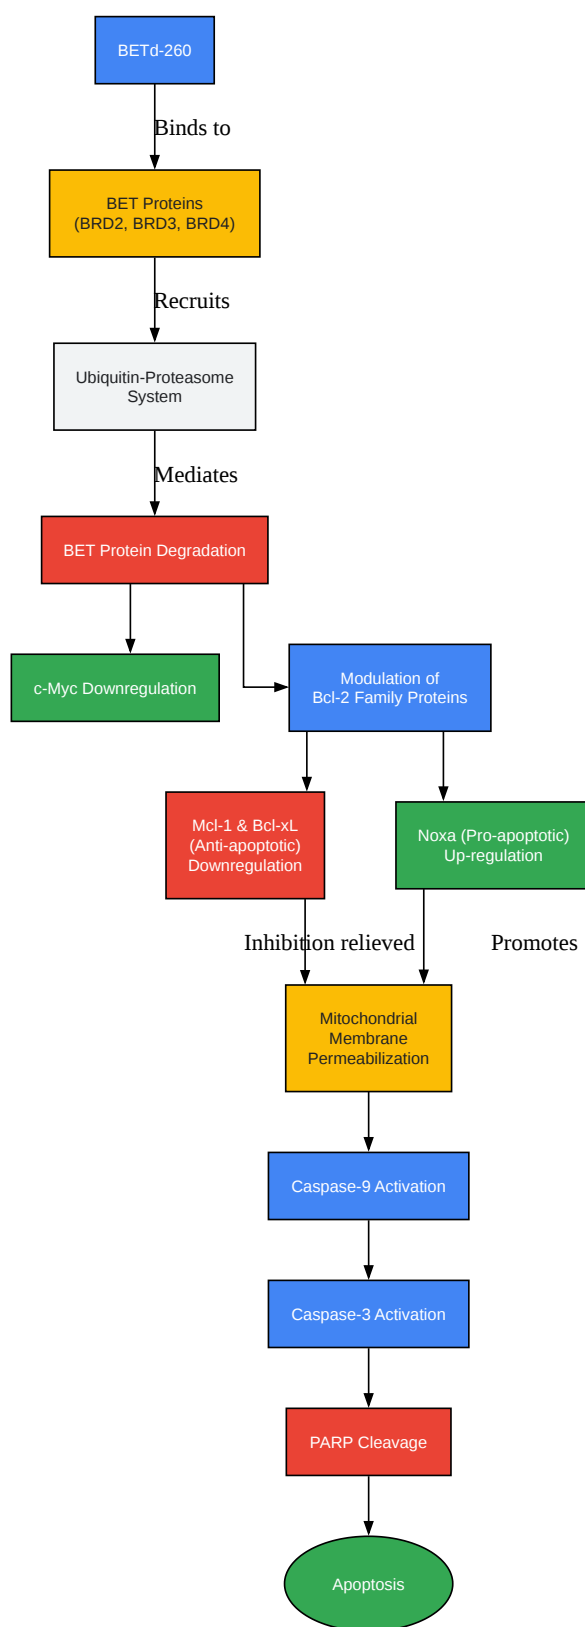 BETd-260
Binds to
BET Proteins
(BRD2, BRD3, BRD4)
Recruits
Ubiquitin-Proteasome
System
Mediates
BET Protein Degradation
c-Myc Downregulation
Modulation of
Bcl-2 Family Proteins
Mcl-1 & Bcl-xL
(Anti-apoptotic)
Downregulation
Noxa (Pro-apoptotic)
Up-regulation
Inhibition relieved
Promotes
Mitochondrial
Membrane
Permeabilization
Caspase-9 Activation
Caspase-3 Activation
PARP Cleavage
Apoptosis